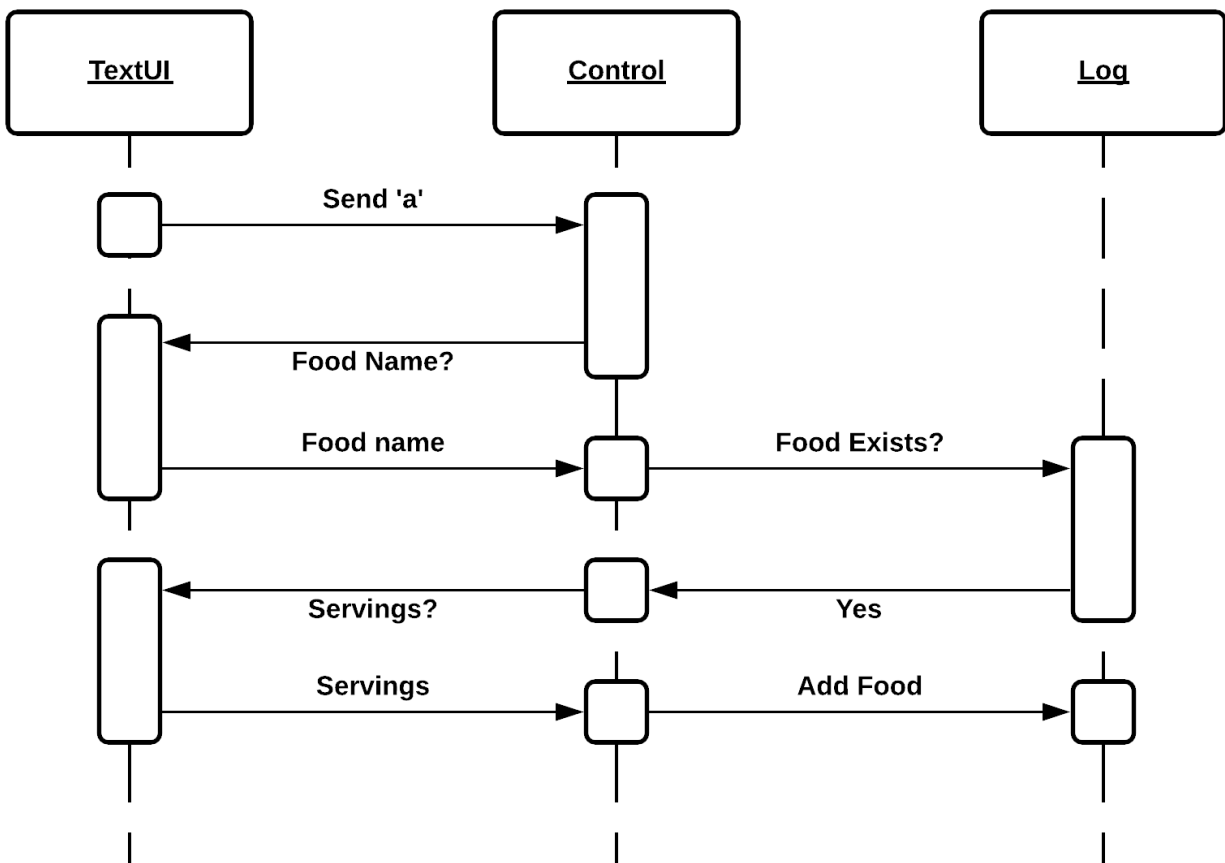 TextUI
Control
Log
Send 'a'
Food Name?
Food name
Food Exists?
Servings?
Yes
Servings
Add Food